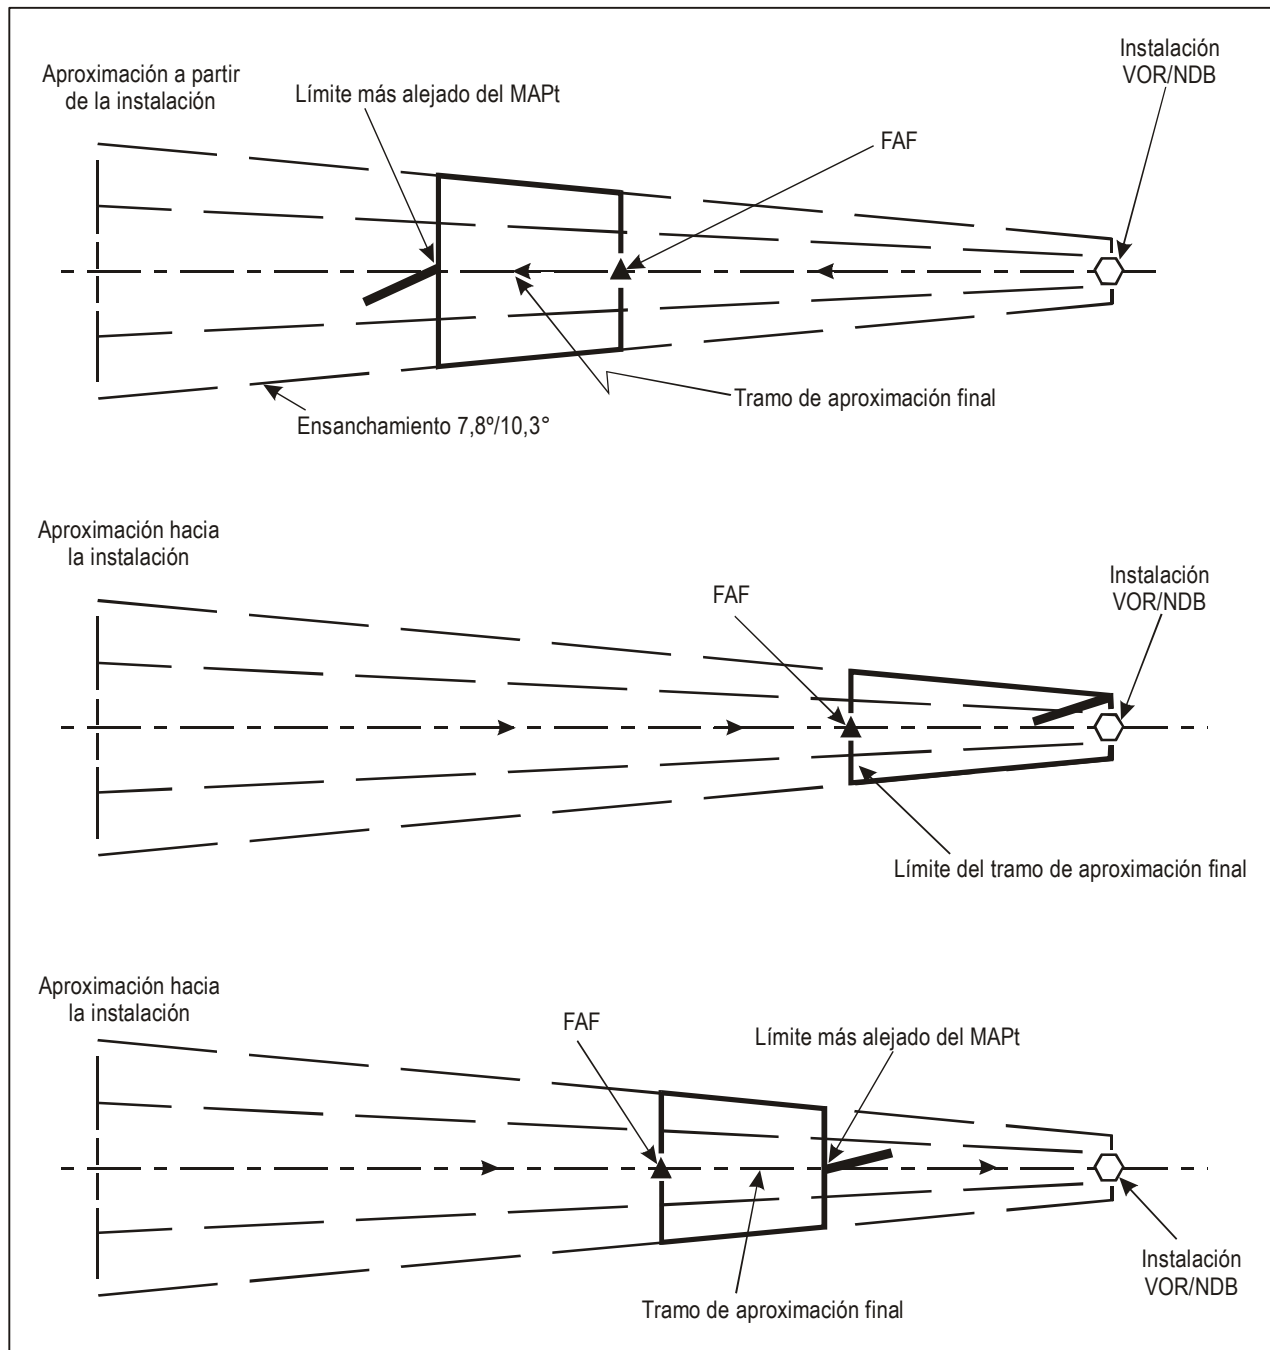 Aproximación a partir
de la instalación
Límite más alejado del MAPt
Instalación
VOR/NDB
FAF
Tramo de aproximación final
Ensanchamiento 7,8º/10,3°
Aproximación hacia
la instalación
FAF
Instalación
VOR/NDB
Límite del tramo de aproximación final
Aproximación hacia
la instalación
FAF
Límite más alejado del MAPt
Tramo de aproximación final
Instalación
VOR/NDB